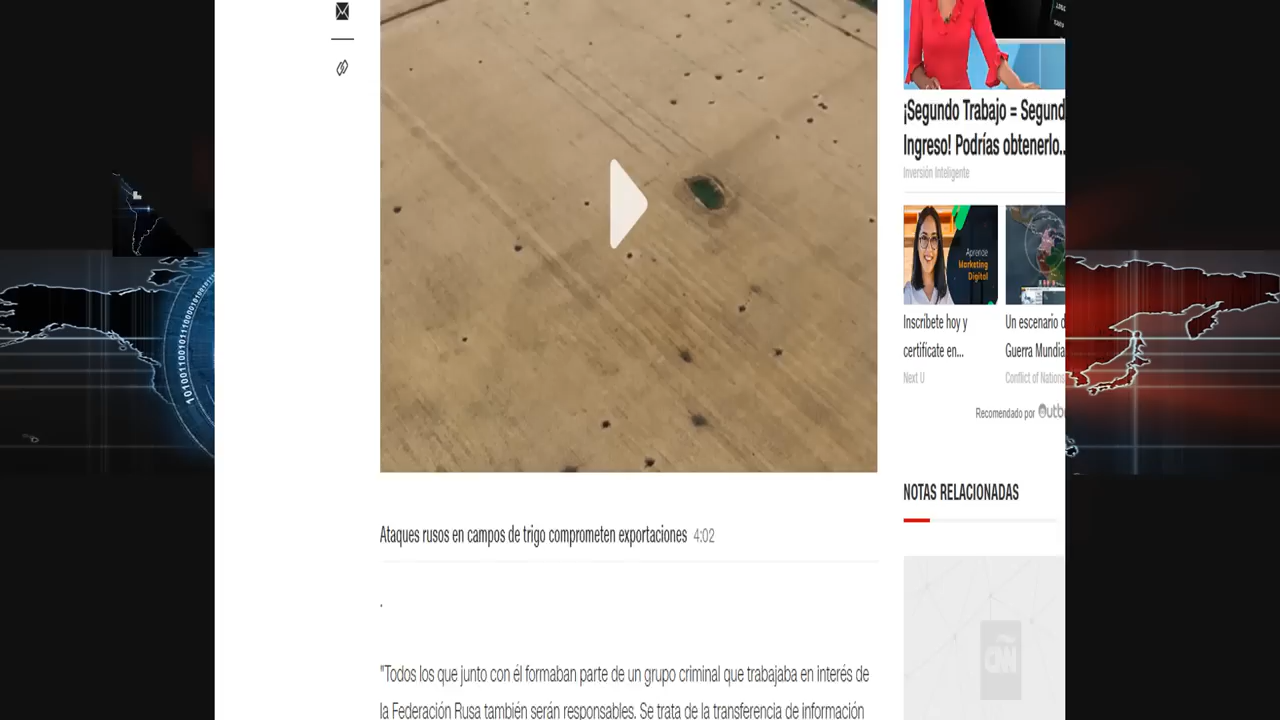 ¡Segundo Trabajo = Segund
Ingreso! Podrías obtenerlo..
Inversión Inteligente
Aprende
Marketing
Digital
Inscríbete hoy y
certifícate en...
Next U
Un escenario d
Guerra Mundia
Conflict of Nations
Recomendado por Outb
NOTAS RELACIONADAS
CNN
Ataques rusos en campos de trigo comprometen exportaciones 4:02
.
"Todos los que junto con él formaban parte de un grupo criminal que trabajaba en interés de
la Federación Rusa también serán responsables. Se trata de la transferencia de información